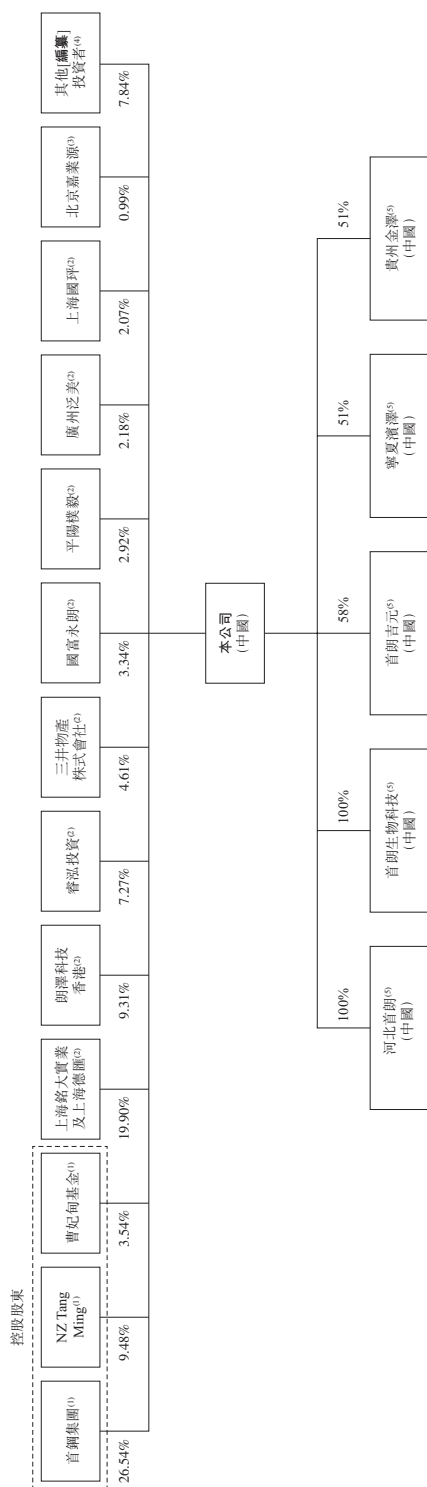 控股股東
首鋼集團(1)
NZ Tang
Ming(1)
曹妃甸基金(1)
上海銘大實業
及上海德匯(2)
朗澤科技
香港(2)
睿泓投資(2)
三井物產
株式會社(2)
國富永朗(2)
平陽樸毅(2)
廣州泛美(2)
上海國玶(2)
北京嘉業源(3)
其他[編纂]
投資者(4)
26.54%
9.48%
3.54%
19.90%
9.31%
7.27%
4.61%
3.34%
2.92%
2.18%
2.07%
0.99%
7.84%
本公司
(中國)
100%
100%
58%
51%
51%
河北首朗(5)
(中國)
首朗生物科技(5)
(中國)
首朗吉元(5)
(中國)
寧夏濱澤(5)
(中國)
貴州金澤(5)
(中國)